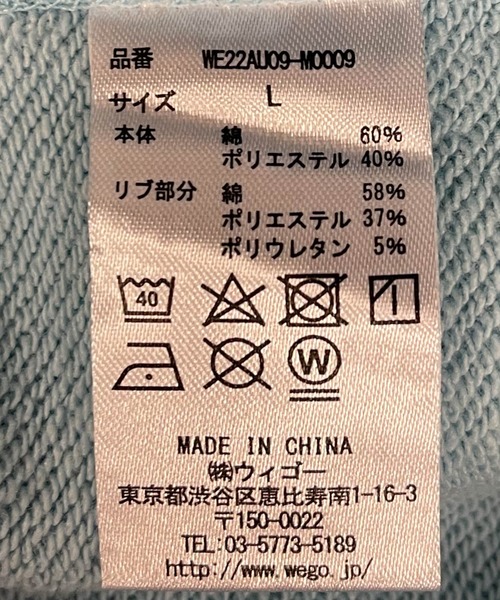 品番 WE22AU09-M0009
サイズ L
本体 綿 60%
ポリエステル 40%
リブ部分 綿 58%
ポリエステル 37%
ポリウレタン 5%
40
W
MADE IN CHINA
㈱ウィゴー
東京都渋谷区恵比寿南1-16-3
〒150-0022
TEL:03-5773-5189
http://www.wego.jp/